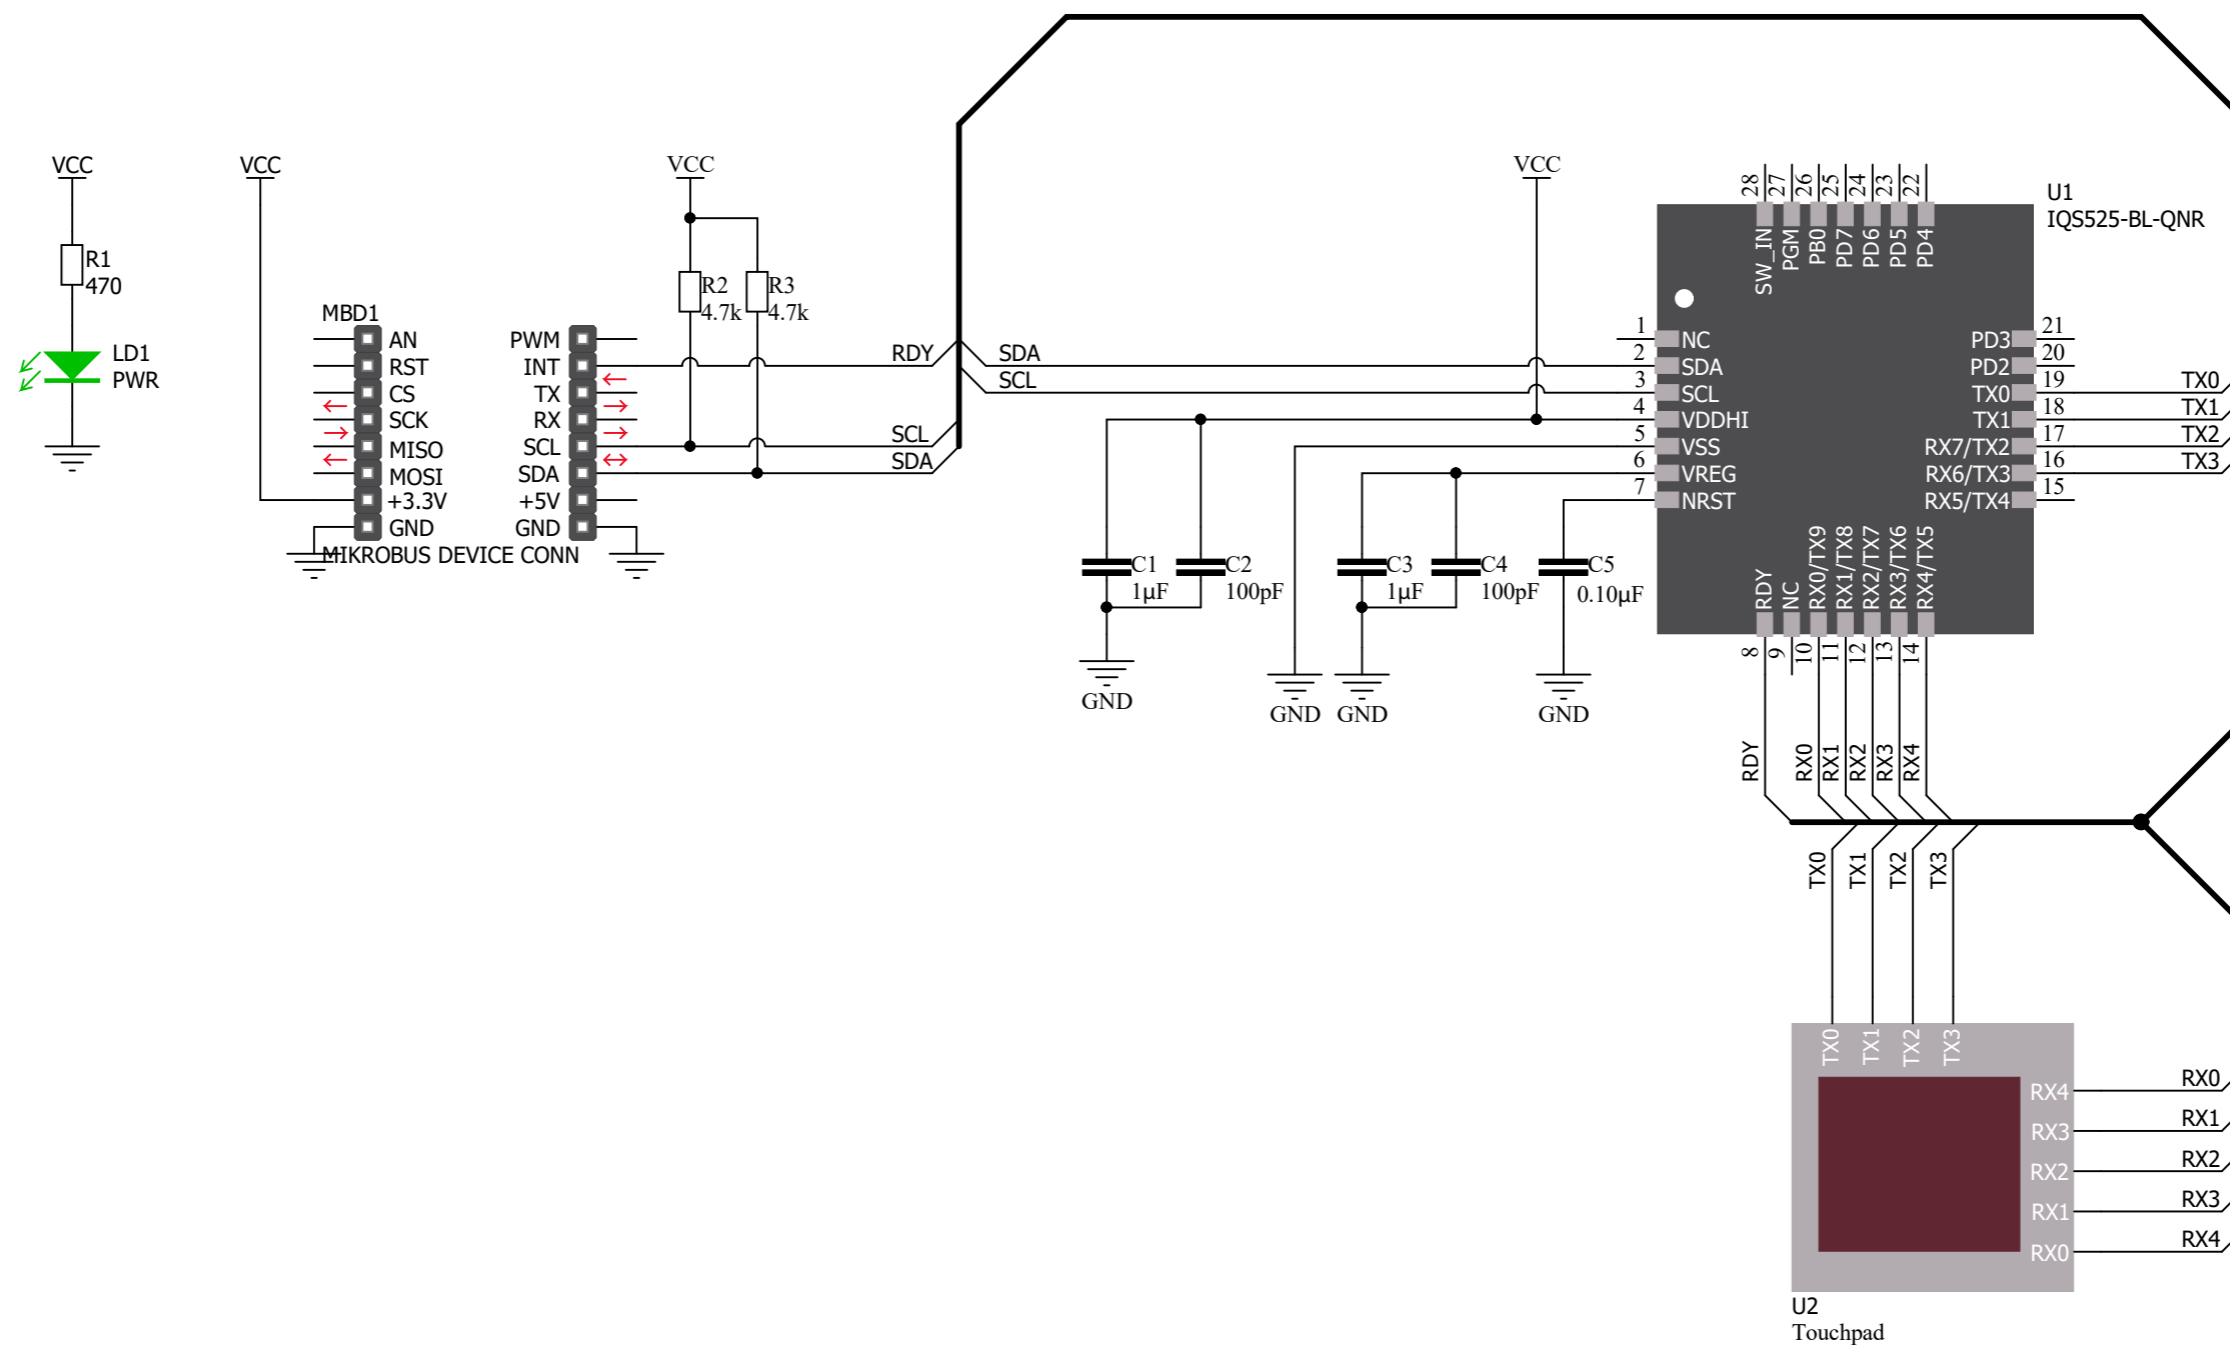 VCC
R1
470
LD1
PWR
VCC
MBD1
AN
RST
CS
SCK
MISO
MOSI
+3.3V
GND
PWM
INT
TX
RX
SCL
SDA
+5V
GND
MIKROBUS DEVICE CONN
VCC
R2
4.7k
R3
4.7k
RDY
SCL
SDA
SDA
SCL
VCC
C1
1µF
C2
100pF
GND
GND
C3
1µF
C4
100pF
GND
C5
0.10µF
GND
U1
IQS525-BL-QNR
28
27
26
25
24
23
22
SW_IN
PGM
PB0
PD7
PD6
PD5
PD4
1
2
3
4
5
6
7
NC
SDA
SCL
VDDHI
VSS
VREG
NRST
PD3
PD2
TX0
TX1
RX7/TX2
RX6/TX3
RX5/TX4
21
20
19
18
17
16
15
TX0
TX1
TX2
TX3
RDY
NC
RX0/TX9
RX1/TX8
RX2/TX7
RX3/TX6
RX4/TX5
8
9
10
11
12
13
14
RDY
RX0
RX1
RX2
RX3
RX4
TX0
TX1
TX2
TX3
TX0
TX1
TX2
TX3
RX4
RX3
RX2
RX1
RX0
RX0
RX1
RX2
RX3
RX4
U2
Touchpad